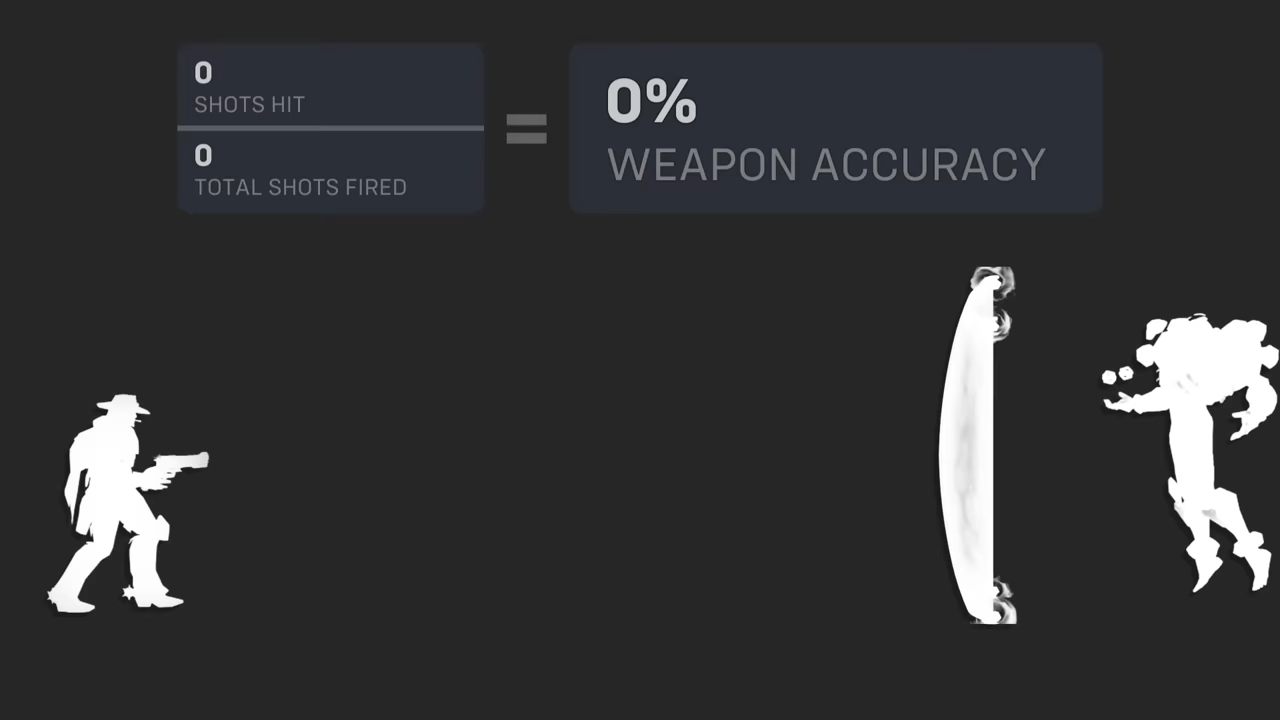 0
SHOTS HIT
0
TOTAL SHOTS FIRED
=
0%
WEAPON ACCURACY